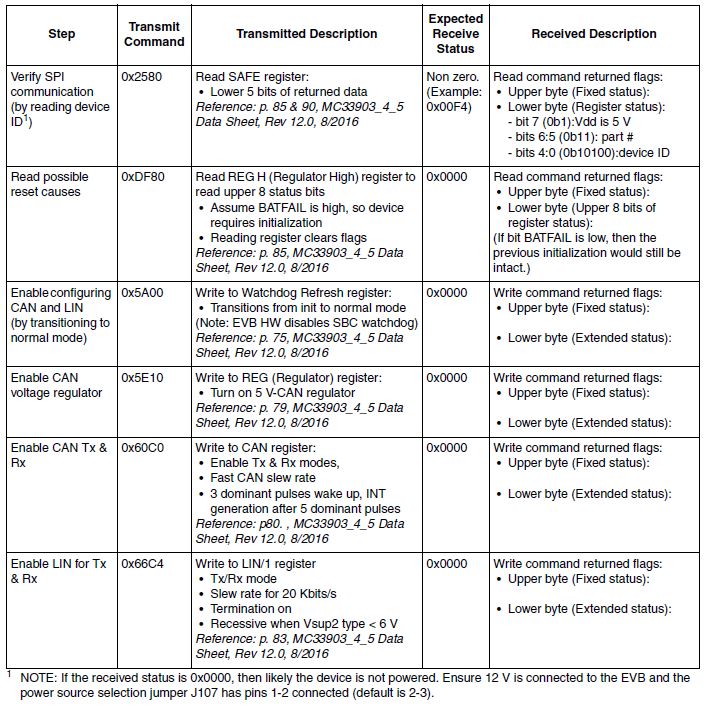 Step
Transmit
Command
Transmitted Description
Expected
Receive
Status
Received Description
Verify SPI
communication
(by reading device
ID1)
0x2580
Read SAFE register:
• Lower 5 bits of returned data
Reference: p. 85 & 90, MC33903_4_5
Data Sheet, Rev 12.0, 8/2016
Non zero.
(Example:
0x00F4)
Read command returned flags:
• Upper byte (Fixed status):
• Lower byte (Register status):
- bit 7 (0b1):Vdd is 5 V
- bits 6:5 (0b11): part #
- bits 4:0 (0b10100):device ID
Read possible
reset causes
0xDF80
Read REG H (Regulator High) register to
read upper 8 status bits
• Assume BATFAIL is high, so device
requires initialization
• Reading register clears flags
Reference: p. 85, MC33903_4_5 Data
Sheet, Rev 12.0, 8/2016
0x0000
Read command returned flags:
• Upper byte (Fixed status):
• Lower byte (Upper 8 bits of
register status):
(If bit BATFAIL is low, then the
previous initialization would still be
intact.)
Enable configuring
CAN and LIN
(by transitioning to
normal mode)
0x5A00
Write to Watchdog Refresh register:
• Transitions from init to normal mode
(Note: EVB HW disables SBC watchdog)
Reference: p. 75, MC33903_4_5 Data
Sheet, Rev 12.0, 8/2016
0x0000
Write command returned flags:
• Upper byte (Fixed status):
• Lower byte (Extended status):
Enable CAN
voltage regulator
0x5E10
Write to REG (Regulator) register:
• Turn on 5 V-CAN regulator
Reference: p. 79, MC33903_4_5 Data
Sheet, Rev 12.0, 8/2016
0x0000
Write command returned flags:
• Upper byte (Fixed status):
• Lower byte (Extended status):
Enable CAN Tx &
Rx
0x60C0
Write to CAN register:
• Enable Tx & Rx modes,
• Fast CAN slew rate
• 3 dominant pulses wake up, INT
generation after 5 dominant pulses
Reference: p80. , MC33903_4_5 Data
Sheet, Rev 12.0, 8/2016
0x0000
Write command returned flags:
• Upper byte (Fixed status):
• Lower byte (Extended status):
Enable LIN for Tx
& Rx
0x66C4
Write to LIN/1 register
• Tx/Rx mode
• Slew rate for 20 Kbits/s
• Termination on
• Recessive when Vsup2 type < 6 V
Reference: p. 83, MC33903_4_5 Data
Sheet, Rev 12.0, 8/2016
0x0000
Write command returned flags:
• Upper byte (Fixed status):
• Lower byte (Extended status):
1 NOTE: If the received status is 0x0000, then likely the device is not powered. Ensure 12 V is connected to the EVB and the
power source selection jumper J107 has pins 1-2 connected (default is 2-3).